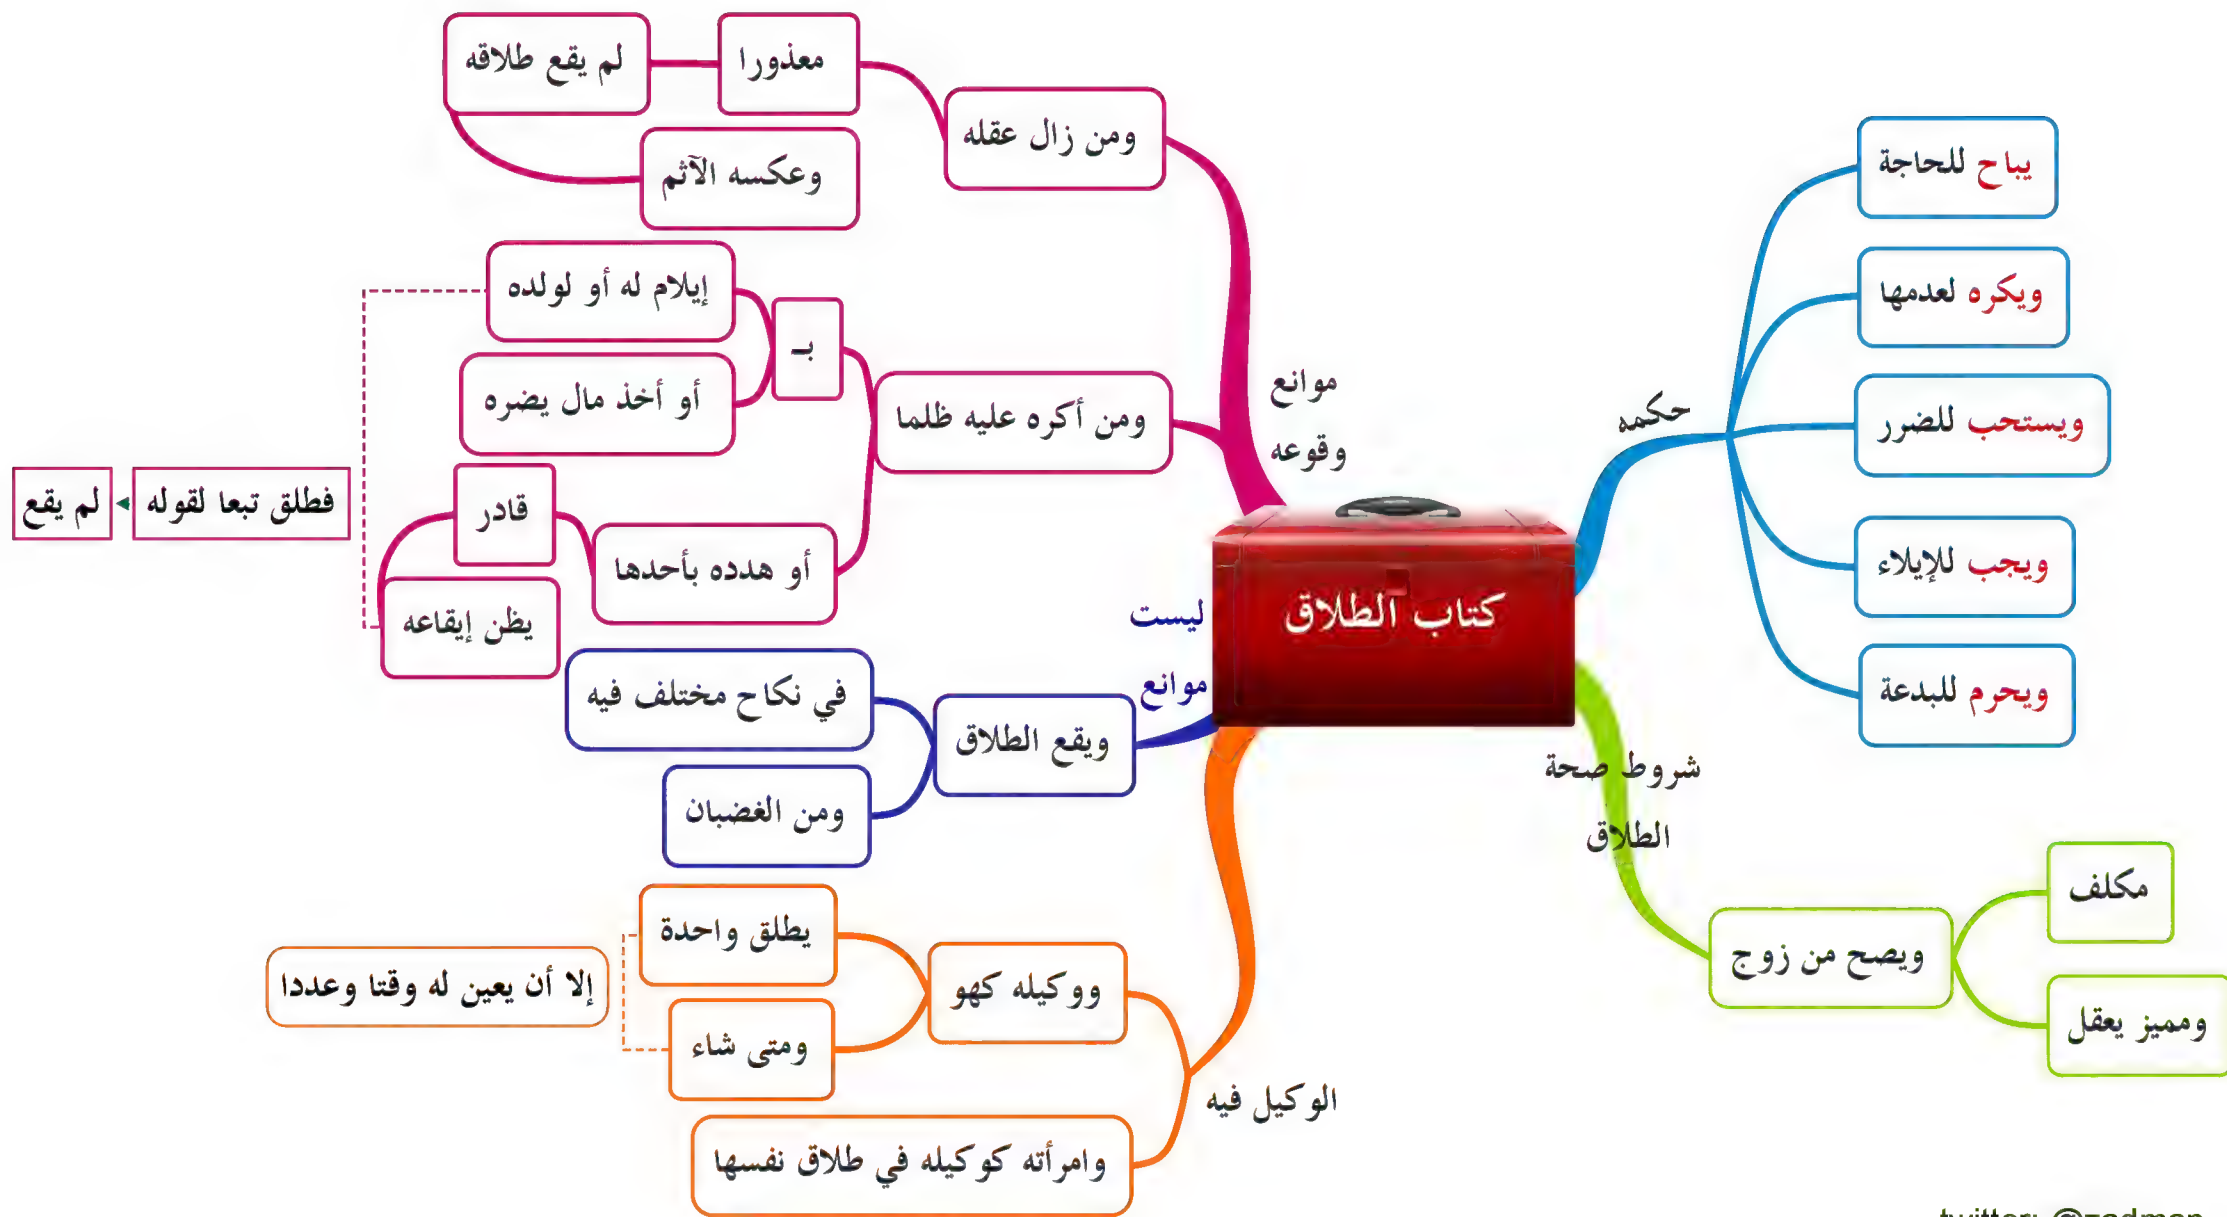 كتاب الطلاق
حكمه
يباح للحاجة
ويكره لعدمها
ويستحب للضرر
ويجب للإيلاء
ويحرم للبدعة
شروط صحة
الطلاق
ويصح من زوج
مكلف
ومميز يعقل
موانع
وقوعه
ومن زال عقله
معذورا
لم يقع طلاقه
وعكسه الآثم
ومن أكره عليه ظلما
بـ
إيلام له أو لولده
أو أخذ مال يضره
أو هدده بأحدها
قادر
يظن إيقاعه
فطلق تبعا لقوله
لم يقع
ليست
موانع
ويقع الطلاق
في نكاح مختلف فيه
ومن الغضبان
الوكيل فيه
ووكيله كهو
يطلق واحدة
ومتى شاء
إلا أن يعين له وقتا وعددا
وامرأته كوكيله في طلاق نفسها